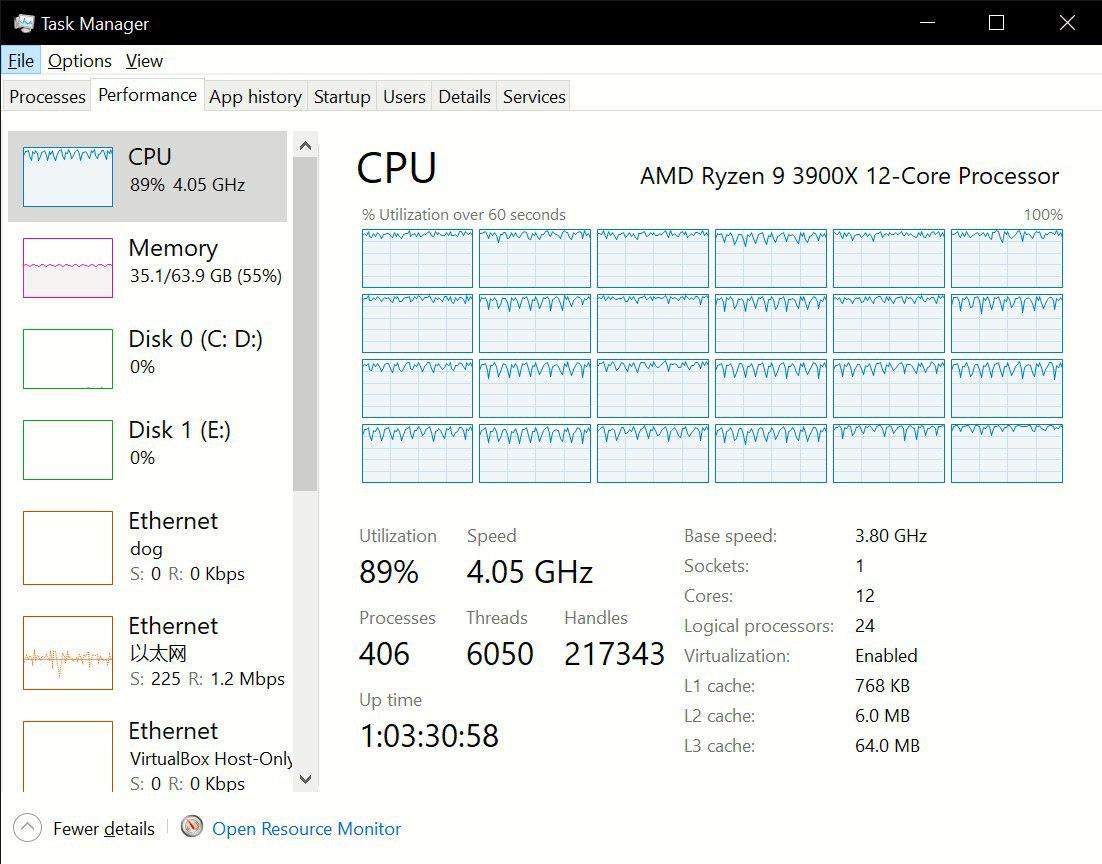 Task Manager
File Options View
Processes Performance App history Startup Users Details Services
CPU
89% 4.05 GHz
Memory
35.1/63.9 GB (55%)
Disk 0 (C: D:)
0%
Disk 1 (E:)
0%
Ethernet
dog
S: 0 R: 0 Kbps
Ethernet
以太网
S: 225 R: 1.2 Mbps
Ethernet
VirtualBox Host-Only
S: 0 R: 0 Kbps
CPU
AMD Ryzen 9 3900X 12-Core Processor
% Utilization over 60 seconds
100%
Utilization Speed
89% 4.05 GHz
Processes Threads Handles
406 6050 217343
Up time
1:03:30:58
Base speed: 3.80 GHz
Sockets: 1
Cores: 12
Logical processors: 24
Virtualization: Enabled
L1 cache: 768 KB
L2 cache: 6.0 MB
L3 cache: 64.0 MB
Fewer details
Open Resource Monitor